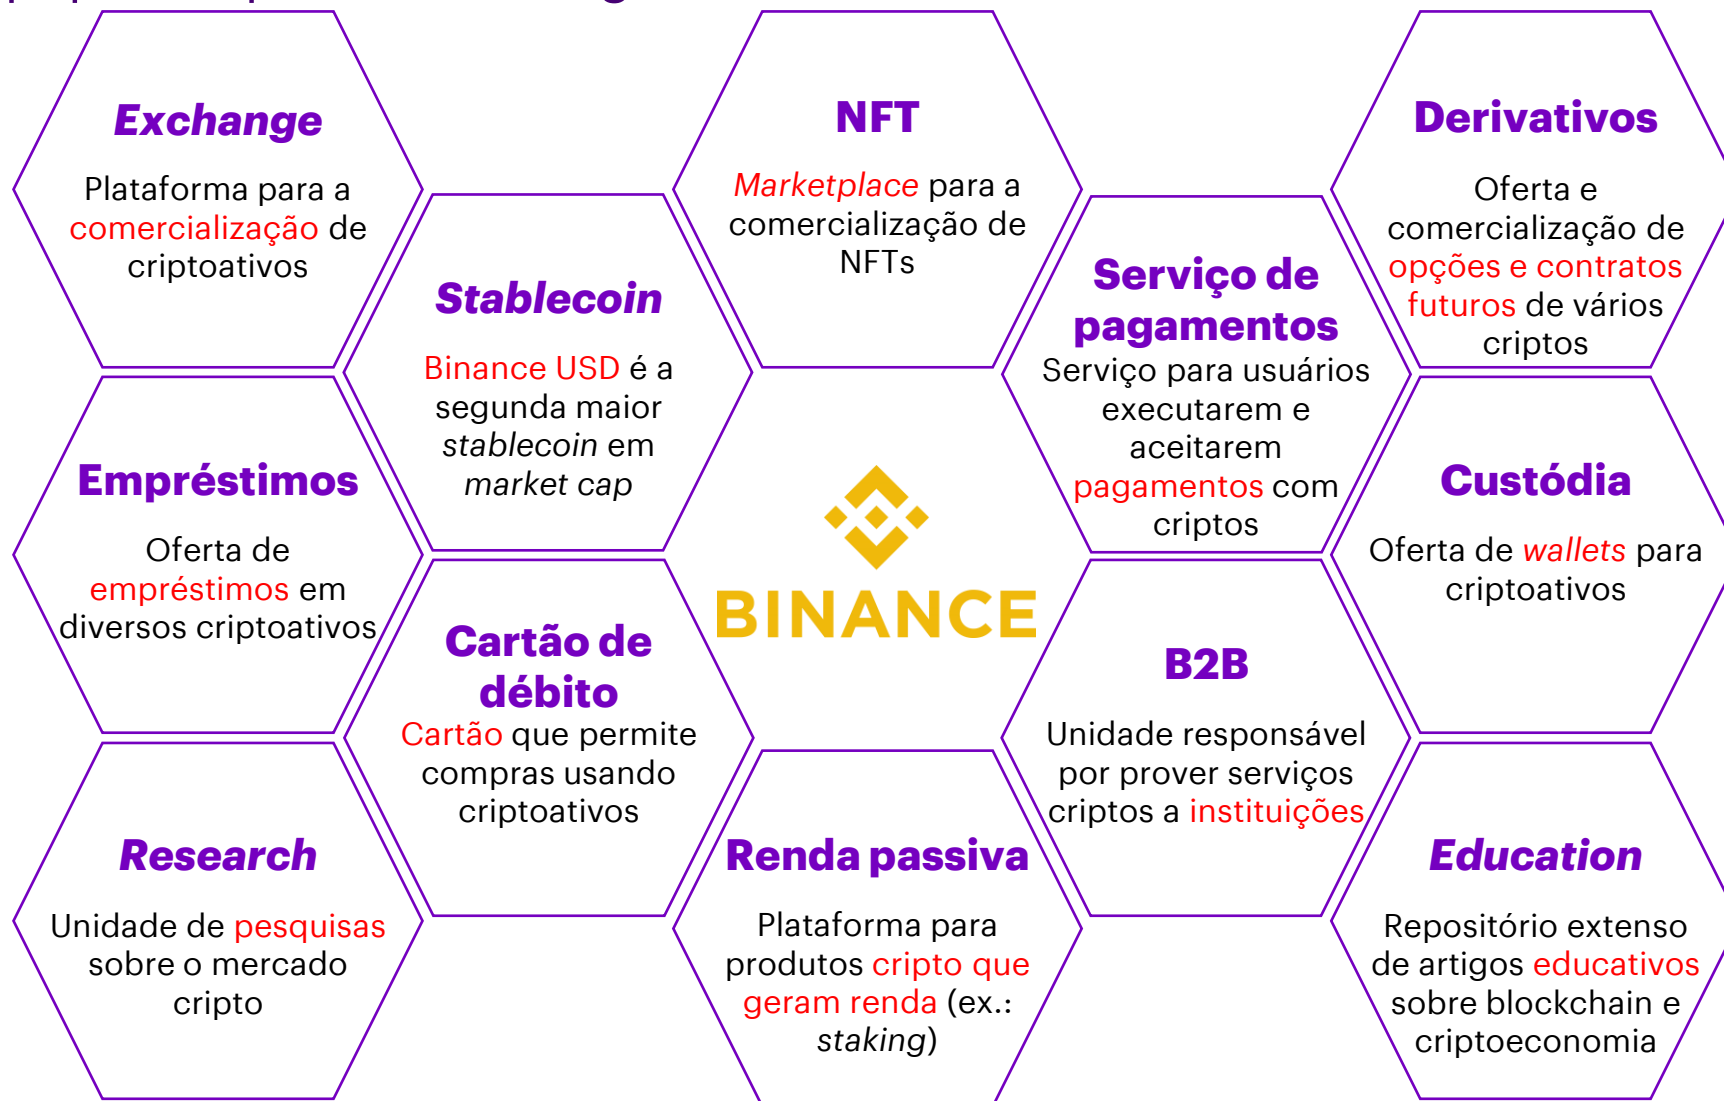 Exchange
Plataforma para a
comercialização de
criptoativos
NFT
Marketplace para a
comercialização de
NFTs
Derivativos
Oferta e
comercialização de
opções e contratos
futuros de vários
criptos
Stablecoin
Binance USD é a
segunda maior
stablecoin em
market cap
Serviço de
pagamentos
Serviço para usuários
executarem e
aceitarem
pagamentos com
criptos
Empréstimos
Oferta de
empréstimos em
diversos criptoativos
BINANCE
Custódia
Oferta de wallets para
criptoativos
Cartão de
débito
Cartão que permite
compras usando
criptoativos
B2B
Unidade responsável
por prover serviços
criptos a instituições
Research
Unidade de pesquisas
sobre o mercado
cripto
Renda passiva
Plataforma para
produtos cripto que
geram renda (ex.:
staking)
Education
Repositório extenso
de artigos educativos
sobre blockchain e
criptoeconomia